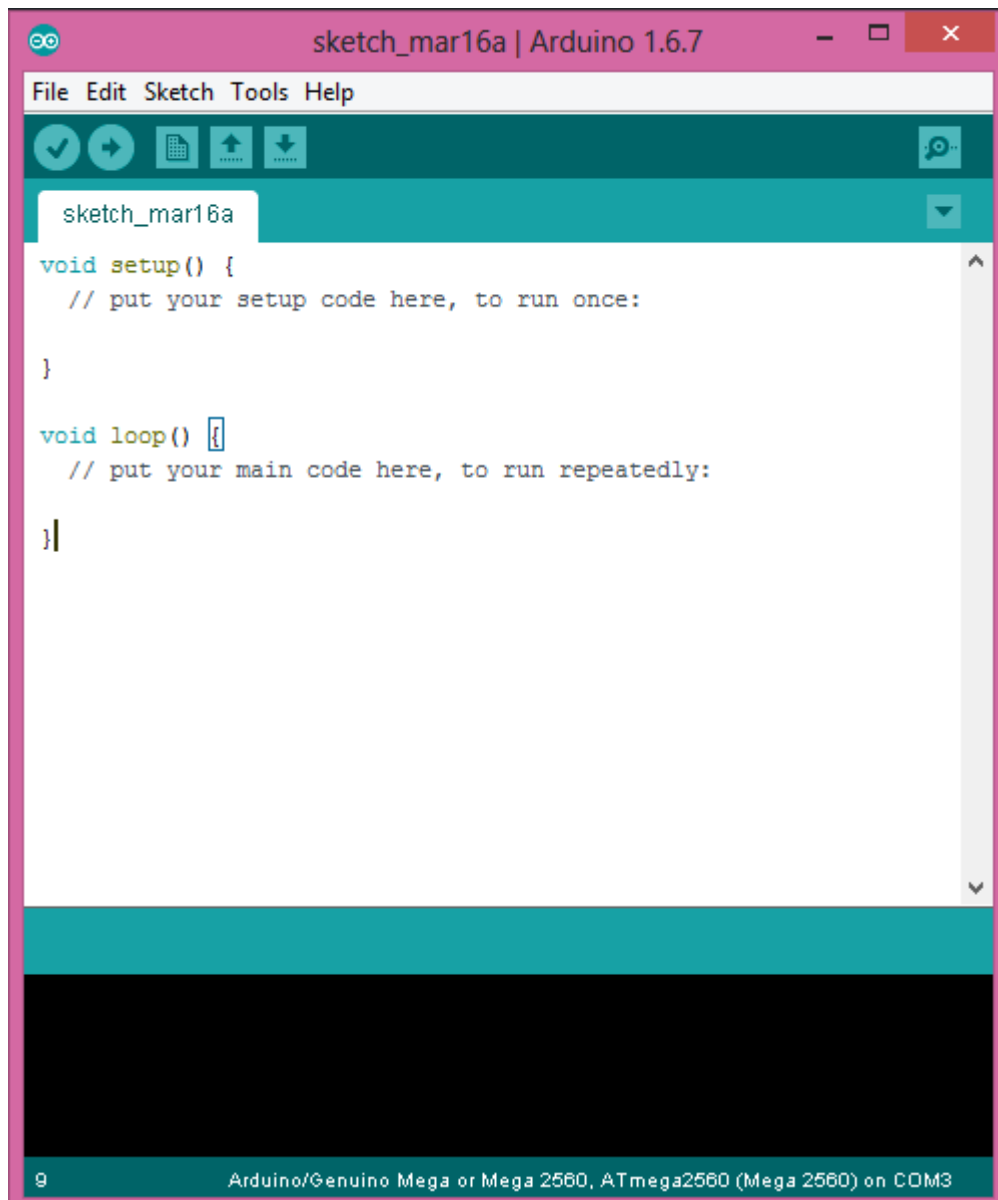 sketch_mar16a | Arduino 1.6.7
File Edit Sketch Tools Help
sketch_mar16a
void setup() {
  // put your setup code here, to run once:
}
void loop() {
  // put your main code here, to run repeatedly:
}
9 Arduino/Genuino Mega or Mega 2560, ATmega2560 (Mega 2560) on COM3